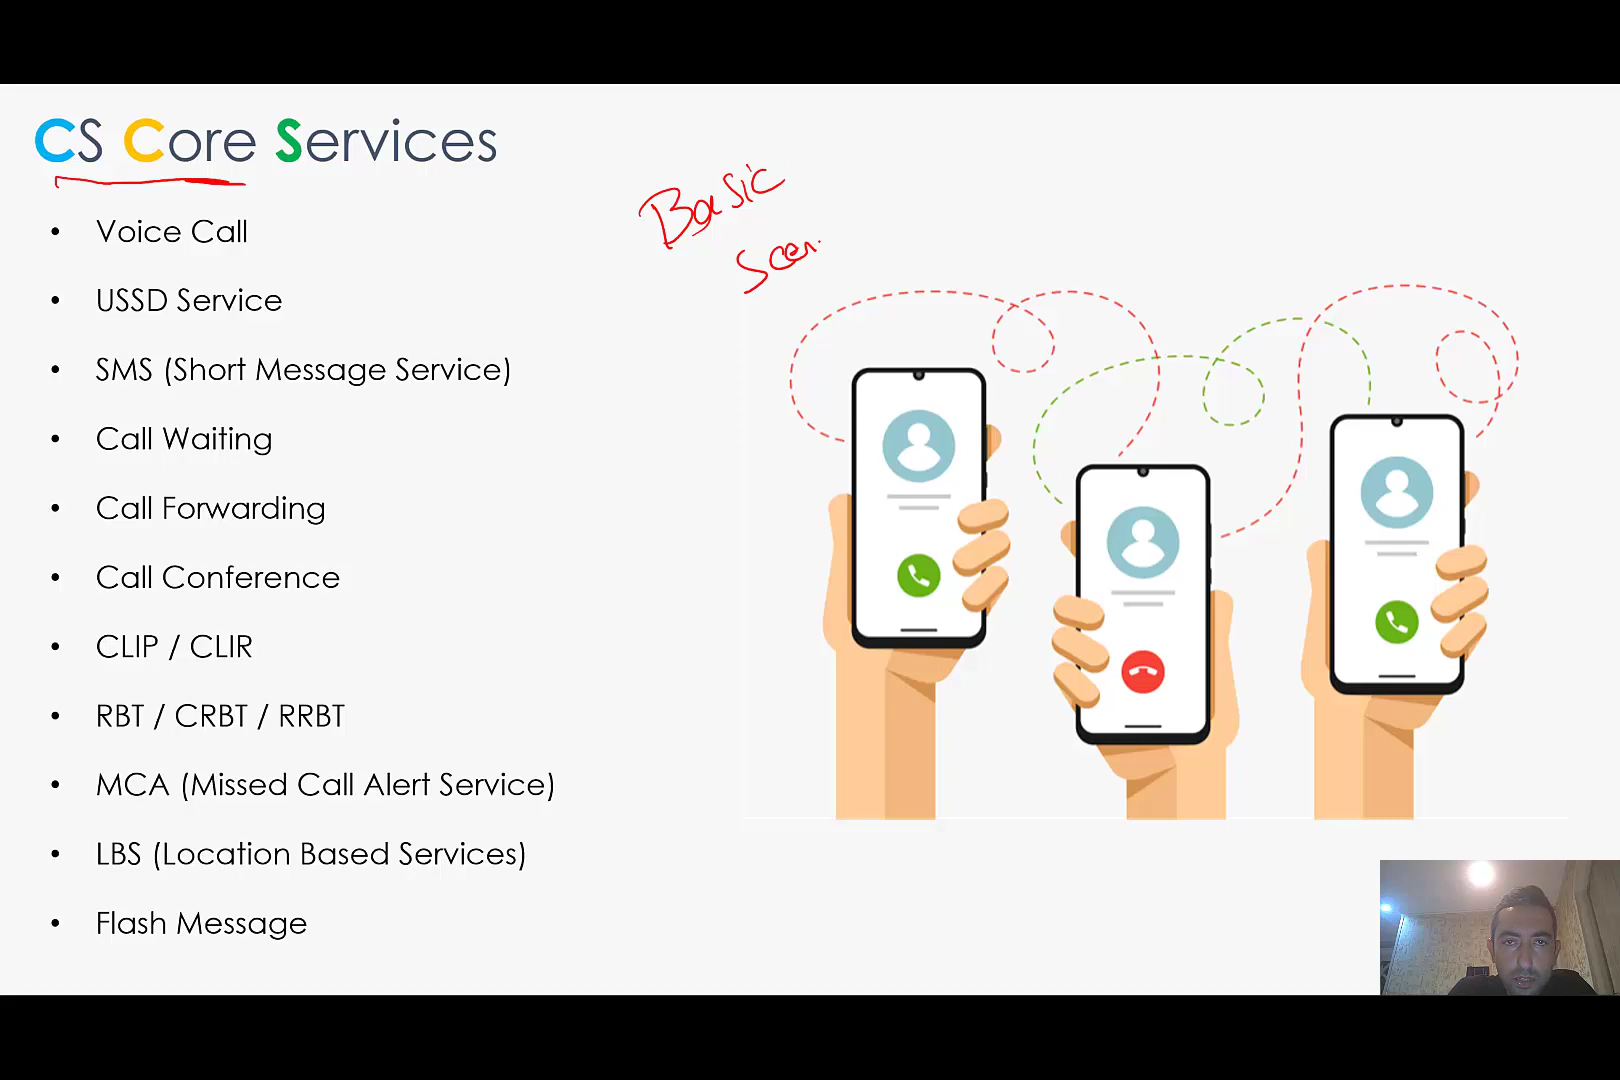 CS Core Services
Basic
Scen.
• Voice Call
• USSD Service
• SMS (Short Message Service)
• Call Waiting
• Call Forwarding
• Call Conference
• CLIP / CLIR
• RBT / CRBT / RRBT
• MCA (Missed Call Alert Service)
• LBS (Location Based Services)
• Flash Message